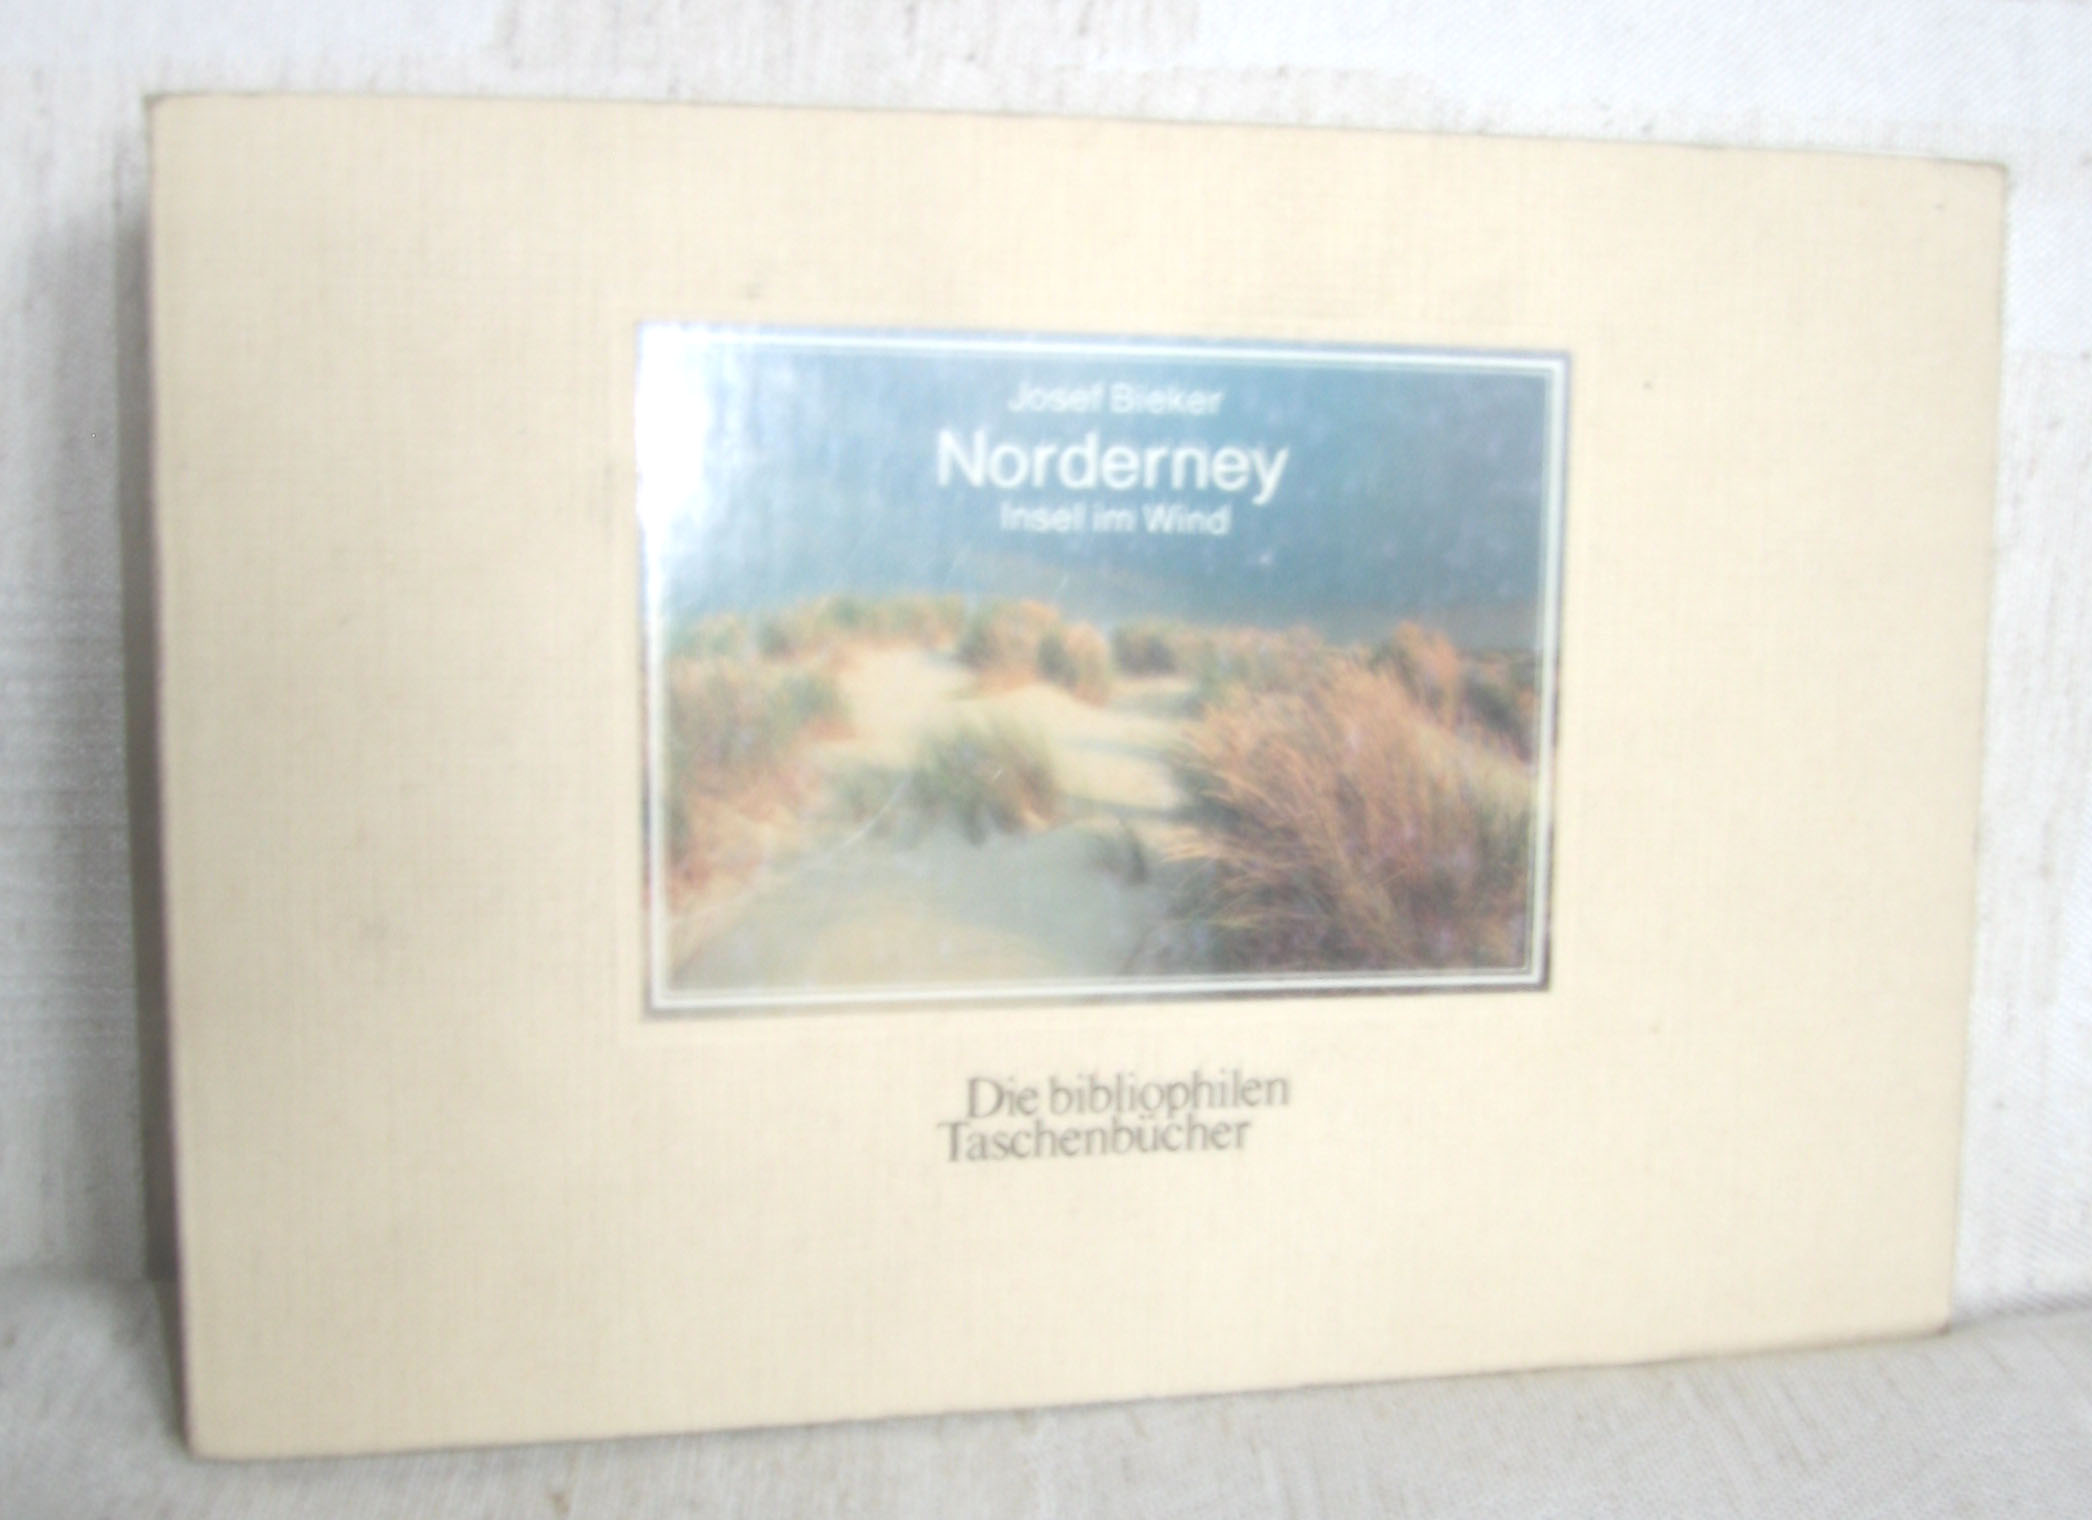 Josef Bieker
Norderney
Insel im Wind
Die bibliophilen
Taschenbücher